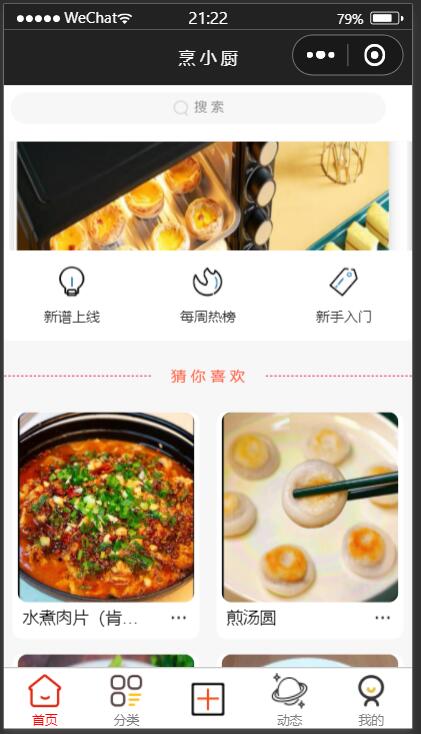 WeChat 21:22 79%
烹小厨
搜索
新谱上线 每周热榜 新手入门
猜你喜欢
水煮肉片（肯... ...
煎汤圆 ...
首页 分类 动态 我的